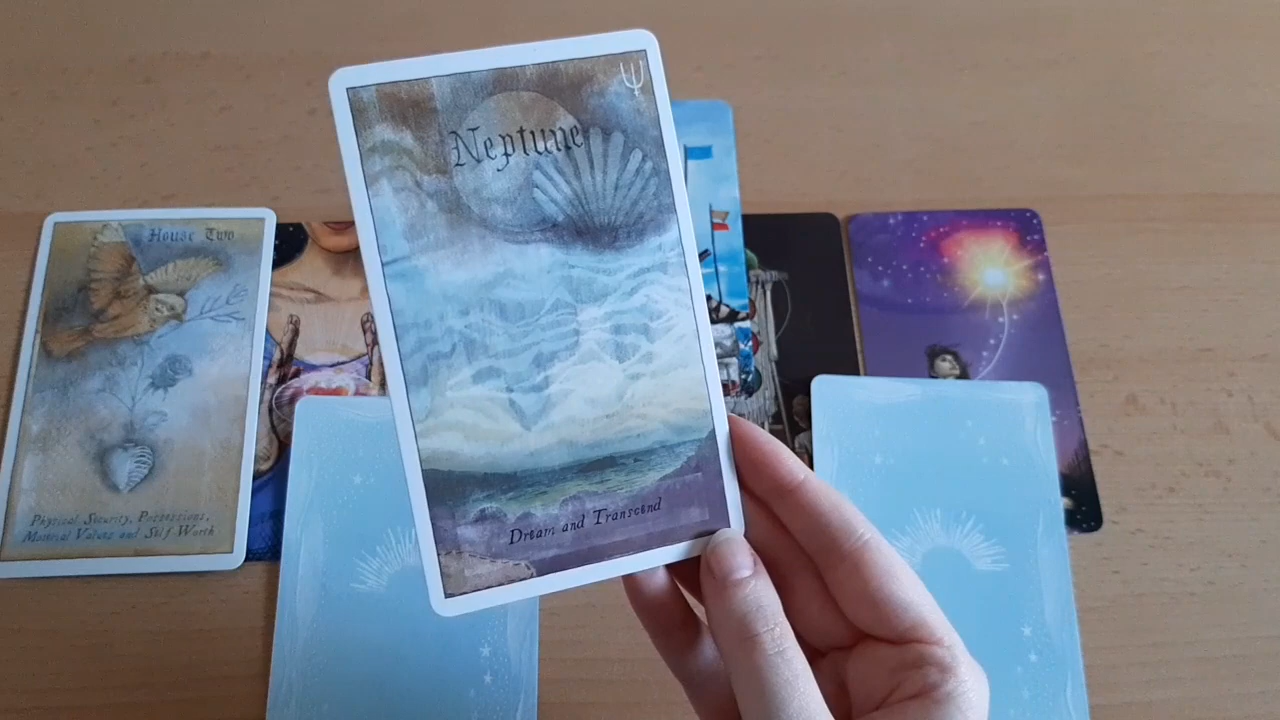 Neptune
Dream and Transcend
House Two
Physical Security, Possessions,
Material Values and Self Worth